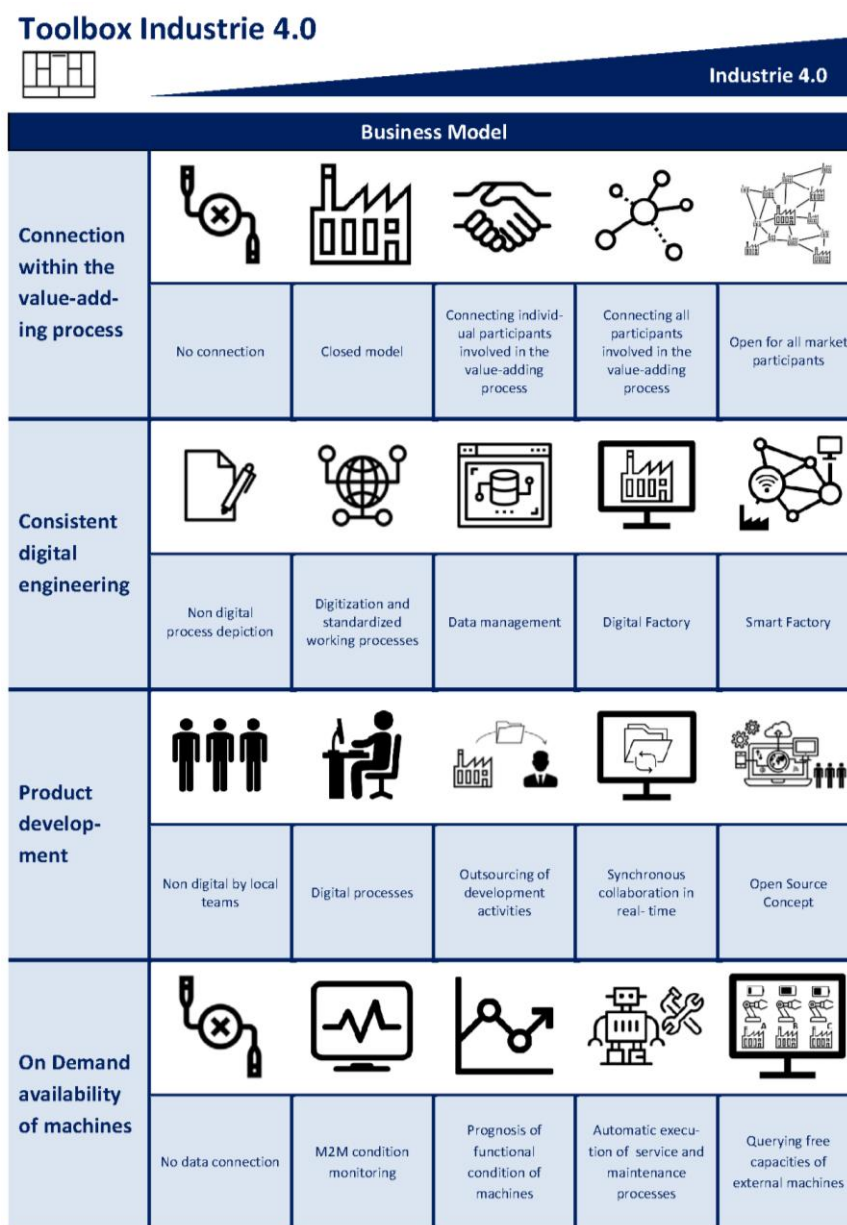 Toolbox Industrie 4.0
Industrie 4.0
Business Model
Connection
within the
value-add-
ing process
No connection
Closed model
Connecting individ-
ual participants
involved in the
value-adding
process
Connecting all
participants
involved in the
value-adding
process
Open for all market
participants
Consistent
digital
engineering
Non digital
process depiction
Digitization and
standardized
working processes
Data management
Digital Factory
Smart Factory
Product
develop-
ment
Non digital by local
teams
Digital processes
Outsourcing of
development
activities
Synchronous
collaboration in
real- time
Open Source
Concept
A B C
On Demand
availability
of machines
No data connection
M2M condition
monitoring
Prognosis of
functional
condition of
machines
Automatic execu-
tion of service and
maintenance
processes
Querying free
capacities of
external machines